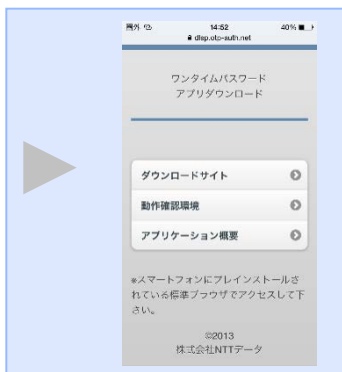 圏外
14:52
40%
disp.oto-auth.net
ワンタイムパスワード
アプリダウンロード
ダウンロードサイト
動作確認環境
アプリケーション概要
※スマートフォンにプレインストールさ
れている標準ブラウザでアクセスして下
さい。
©2013
株式会社NTTデータ